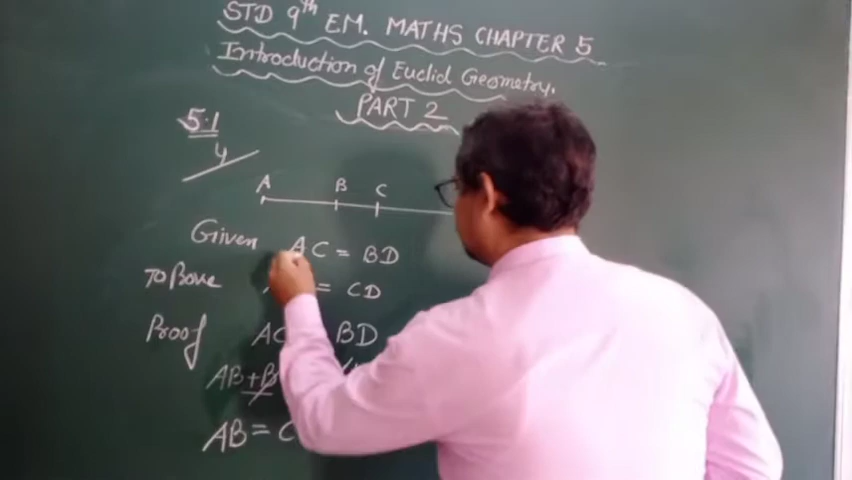 STD 9th EM. MATHS CHAPTER 5
Introduction of Euclid Geometry.
PART 2
5.1
4
A B C
Given AC = BD
To Prove = CD
Proof AC BD
AB + B
AB = C